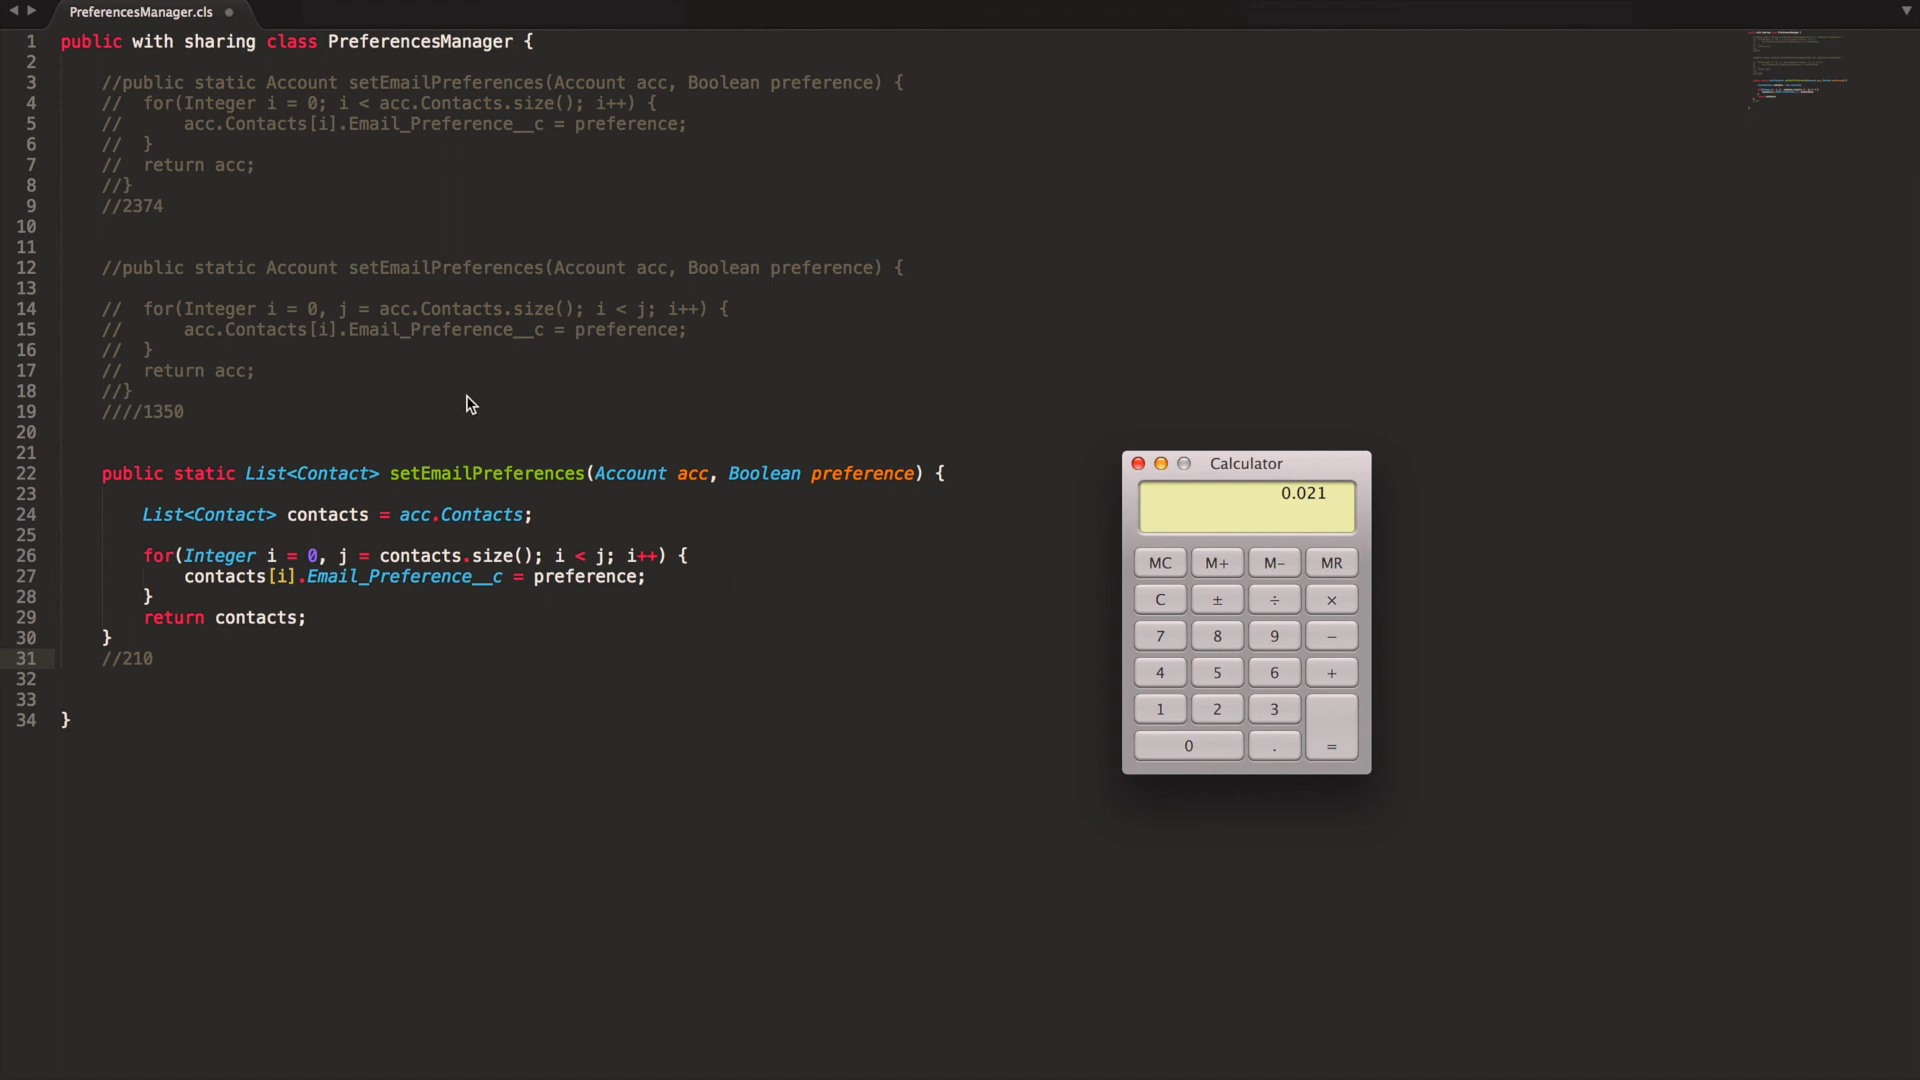 PreferencesManager.cls
1 public with sharing class PreferencesManager {
2
3 //public static Account setEmailPreferences(Account acc, Boolean preference) {
4 //  for(Integer i = 0; i < acc.Contacts.size(); i++) {
5 //      acc.Contacts[i].Email_Preference__c = preference;
6 //  }
7 //  return acc;
8 //}
9 //2374
10
11
12 //public static Account setEmailPreferences(Account acc, Boolean preference) {
13
14 //  for(Integer i = 0, j = acc.Contacts.size(); i < j; i++) {
15 //      acc.Contacts[i].Email_Preference__c = preference;
16 //  }
17 //  return acc;
18 //}
19 ////1350
20
21
22 public static List<Contact> setEmailPreferences(Account acc, Boolean preference) {
23
24 List<Contact> contacts = acc.Contacts;
25
26 for(Integer i = 0, j = contacts.size(); i < j; i++) {
27 contacts[i].Email_Preference__c = preference;
28 }
29 return contacts;
30 }
31 //210
32
33
34 }
Calculator
0.021
MC M+ M- MR
C ± ÷ ×
7 8 9 −
4 5 6 +
1 2 3
0 . =